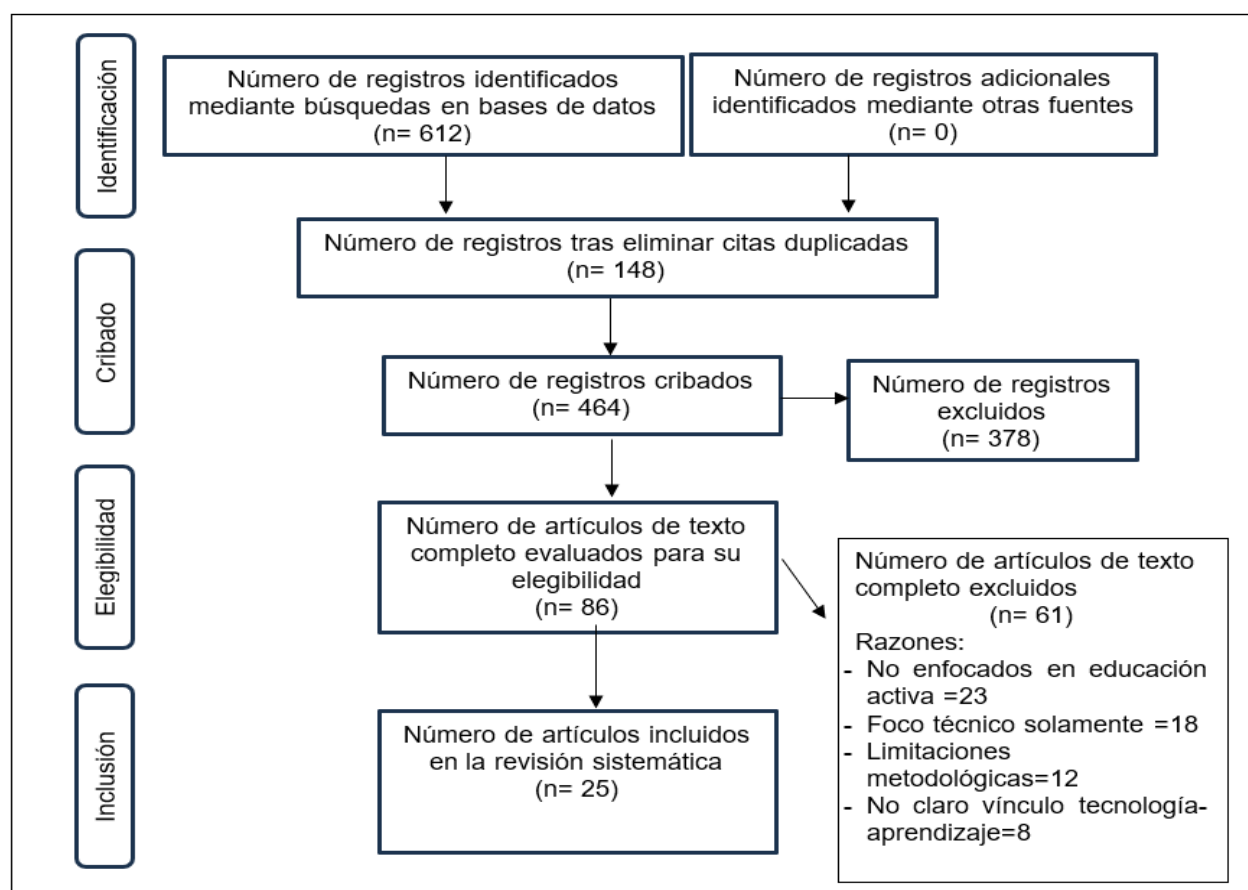 Identificación
Número de registros identificados
mediante búsquedas en bases de datos
(n= 612)
Número de registros adicionales
identificados mediante otras fuentes
(n= 0)
Número de registros tras eliminar citas duplicadas
(n= 148)
Cribado
Número de registros cribados
(n= 464)
Número de registros
excluidos
(n= 378)
Elegibilidad
Número de artículos de texto
completo evaluados para su
elegibilidad
(n= 86)
Número de artículos de texto
completo excluidos
(n= 61)
Razones:
- No enfocados en educación
activa =23
- Foco técnico solamente =18
- Limitaciones
metodológicas=12
- No claro vínculo tecnología-
aprendizaje=8
Inclusión
Número de artículos incluidos
en la revisión sistemática
(n= 25)